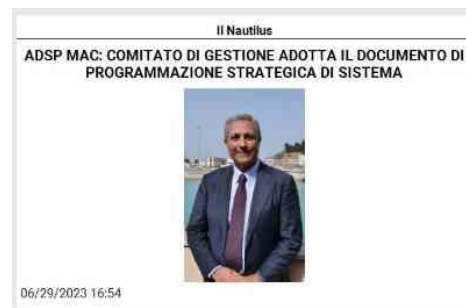 Il Nautilus
ADSP MAC: COMITATO DI GESTIONE ADOTTA IL DOCUMENTO DI
PROGRAMMAZIONE STRATEGICA DI SISTEMA
06/29/2023 16:54